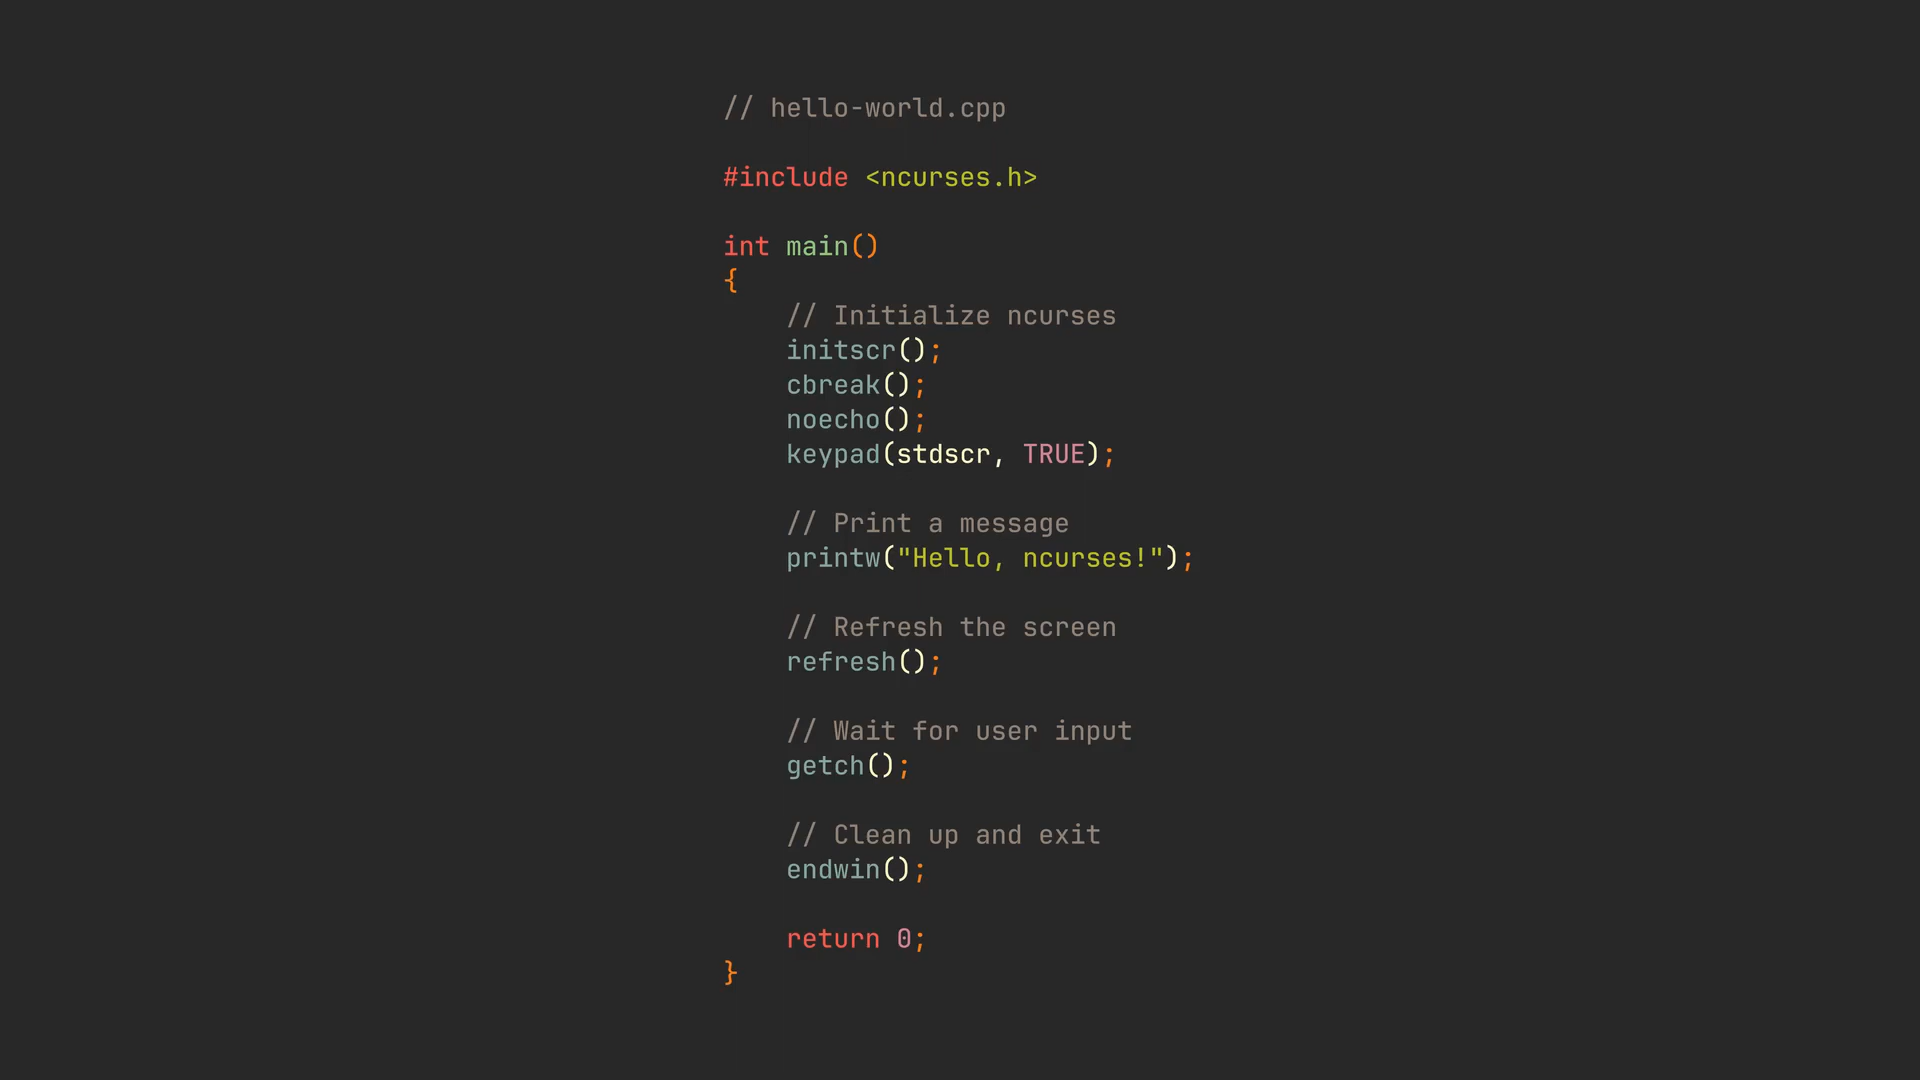 // hello-world.cpp
#include <ncurses.h>
int main()
{
    // Initialize ncurses
    initscr();
    cbreak();
    noecho();
    keypad(stdscr, TRUE);
    // Print a message
    printw("Hello, ncurses!");
    // Refresh the screen
    refresh();
    // Wait for user input
    getch();
    // Clean up and exit
    endwin();
    return 0;
}